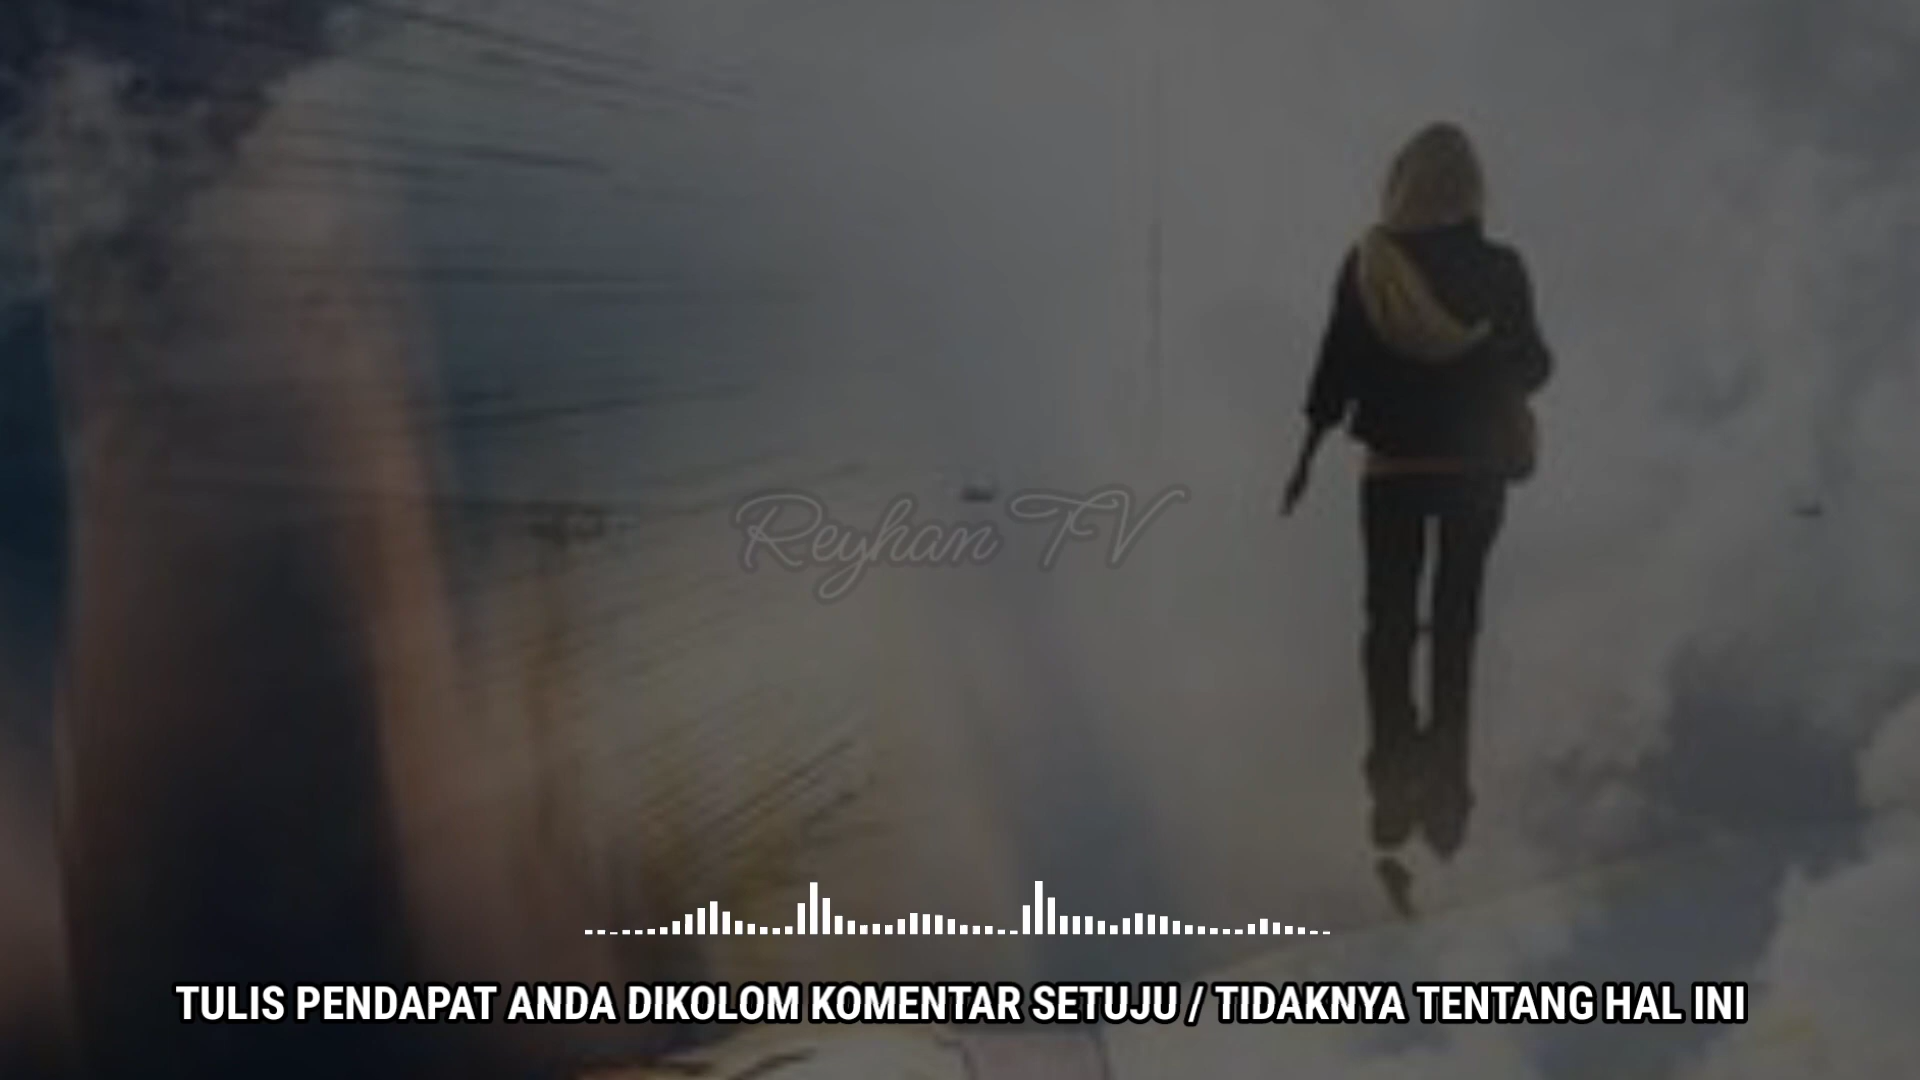 Reyhan TV
TULIS PENDAPAT ANDA DIKOLOM KOMENTAR SETUJU / TIDAKNYA TENTANG HAL INI